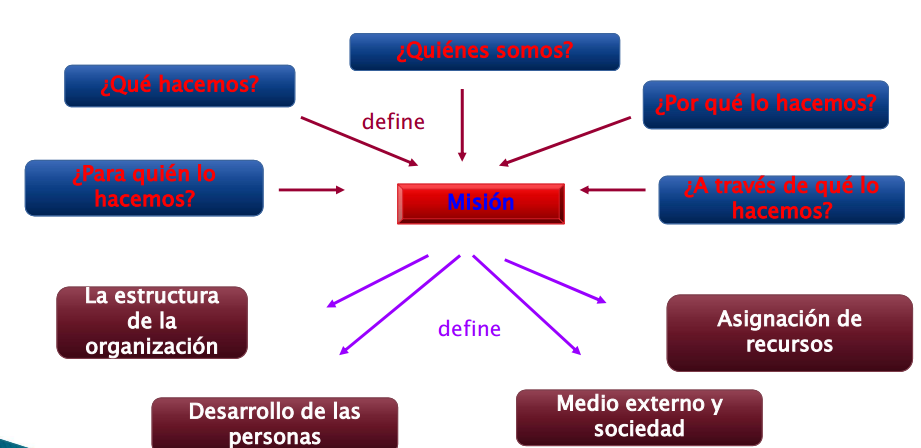 ¿Quiénes somos?
¿Qué hacemos?
¿Por qué lo hacemos?
define
¿Para quién lo
hacemos?
¿A través de qué lo
hacemos?
Misión
La estructura
de la
organización
define
Asignación de
recursos
Desarrollo de las
personas
Medio externo y
sociedad